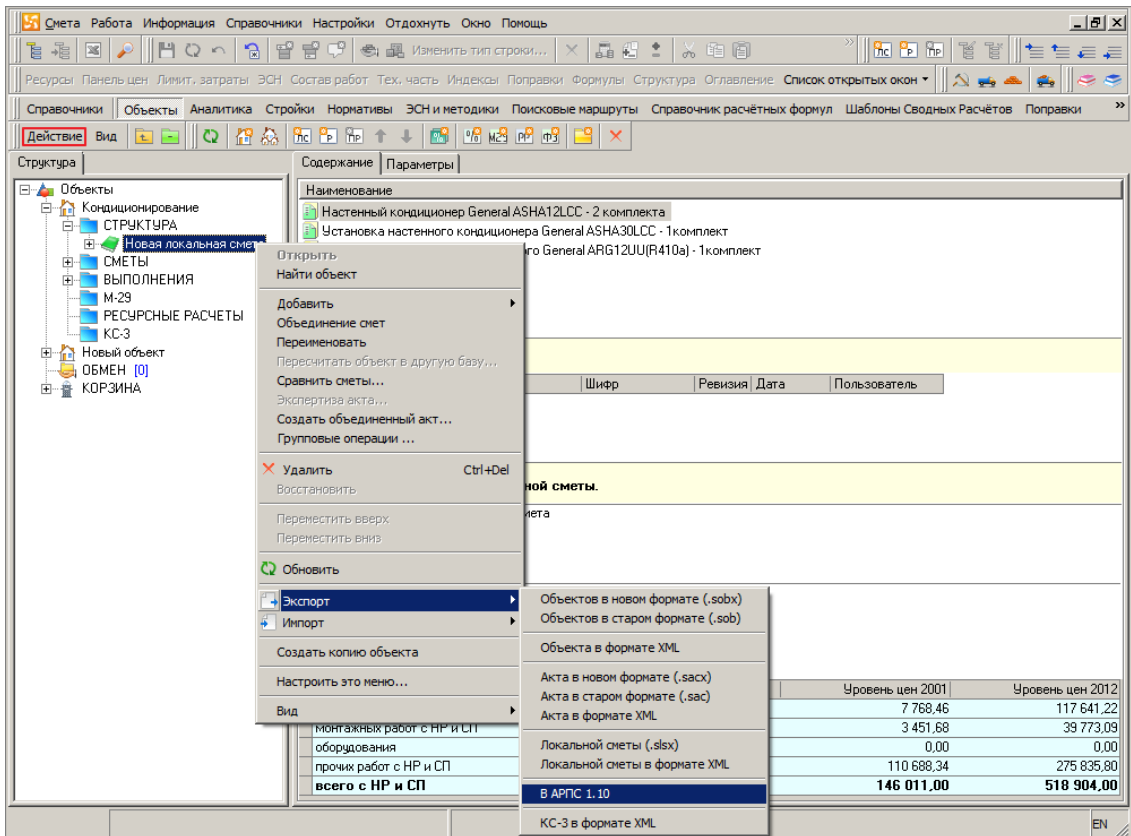 Смета Работа Информация Справочники Настройки Отдохнуть Окно Помощь
Изменить тип строки...
Ресурсы Панель цен Лимит. затраты ЭСН Состав работ Тех. часть Индексы Поправки Формулы Структура Оглавление Список открытых окон
Справочники Объекты Аналитика Стройки Нормативы ЭСН и методики Поисковые маршруты Справочник расчётных формул Шаблоны Сводных Расчётов Поправки »
Действие Вид
Структура Содержание Параметры
Объекты
Кондиционирование
СТРУКТУРА
Новая локальная смета
СМЕТЫ
ВЫПОЛНЕНИЯ
М-29
РЕСУРСНЫЕ РАСЧЕТЫ
КС-3
Новый объект
ОБМЕН [0]
КОРЗИНА
Наименование
Настенный кондиционер General ASHA12LCC - 2 комплекта
Установка настенного кондиционера General ASHA30LCC - 1комплект
ого General ARG12UU(R410a) - 1комплект
Шифр Ревизия Дата Пользователь
ной сметы.
мета
Открыть
Найти объект
Добавить
Объединение смет
Переименовать
Пересчитать объект в другую базу...
Сравнить сметы...
Экспертиза акта...
Создать объединенный акт...
Групповые операции ...
Удалить Ctrl+Del
Восстановить
Переместить вверх
Переместить вниз
Обновить
Экспорт
Импорт
Создать копию объекта
Настроить это меню...
Вид
Объектов в новом формате (.sobx)
Объектов в старом формате (.sob)
Объекта в формате XML
Акта в новом формате (.sacx)
Акта в старом формате (.sac)
Акта в формате XML
Локальной сметы (.slsx)
Локальной сметы в формате XML
В АРПС 1.10
КС-3 в формате XML
Уровень цен 2001 Уровень цен 2012
7 768,46 117 641,22
монтажных работ с НР и СП 3 451,68 39 773,09
оборудования 0,00 0,00
прочих работ с НР и СП 110 688,34 275 835,80
всего с НР и СП 146 011,00 518 904,00
EN